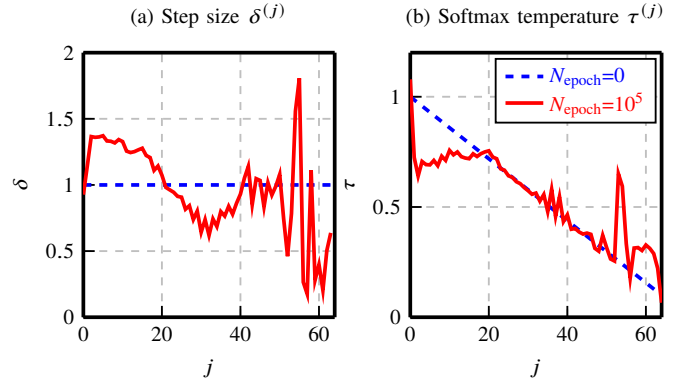 (a) Step size δ^(j)
(b) Softmax temperature τ^(j)
2
1.5
1
0.5
0
δ
0
20
40
60
j
1
0.5
0
τ
0
20
40
60
j
N_epoch=0
N_epoch=10^5